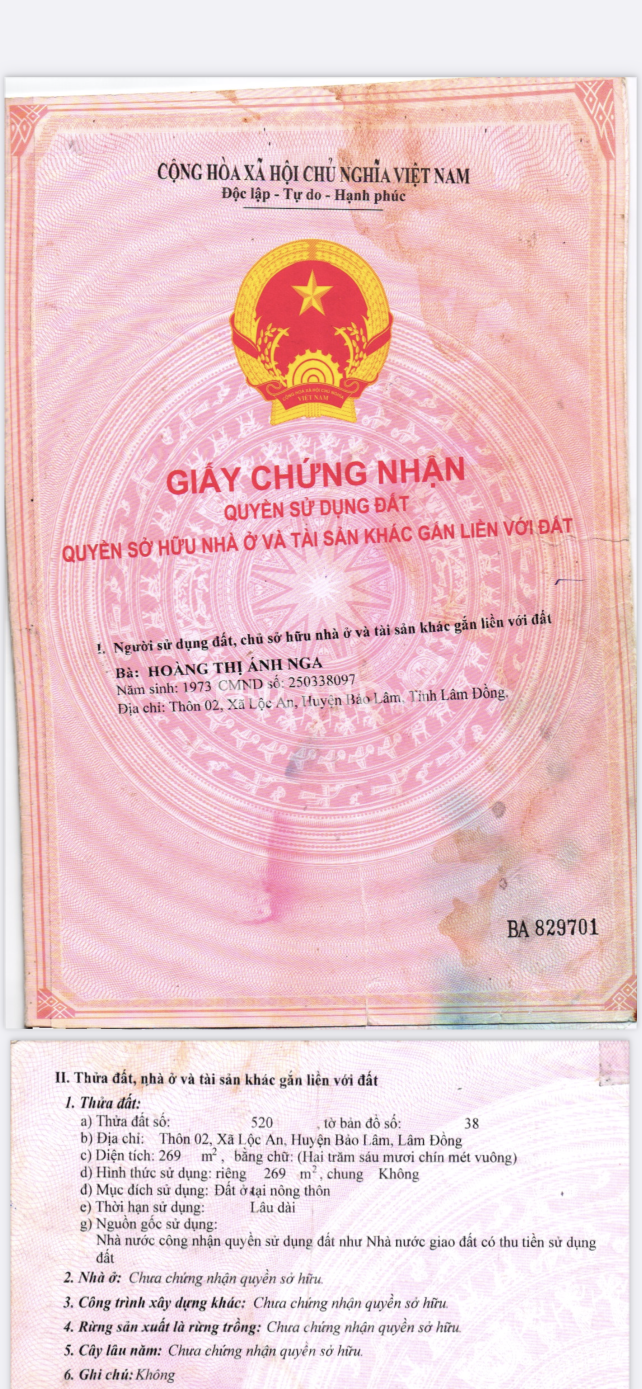 CỘNG HÒA XÃ HỘI CHỦ NGHĨA VIỆT NAM
Độc lập - Tự do - Hạnh phúc
CỘNG HÒA XÃ HỘI CHỦ NGHĨA
VIỆT NAM
GIẤY CHỨNG NHẬN
QUYỀN SỬ DỤNG ĐẤT
QUYỀN SỞ HỮU NHÀ Ở VÀ TÀI SẢN KHÁC GẮN LIỀN VỚI ĐẤT
I. Người sử dụng đất, chủ sở hữu nhà ở và tài sản khác gắn liền với đất
Bà: HOÀNG THỊ ÁNH NGA
Năm sinh: 1973 CMND số: 250338097
Địa chỉ: Thôn 02, Xã Lộc An, Huyện Bảo Lâm, Tỉnh Lâm Đồng.
BA 829701
II. Thửa đất, nhà ở và tài sản khác gắn liền với đất
1. Thửa đất:
a) Thửa đất số: 520 , tờ bản đồ số: 38
b) Địa chỉ: Thôn 02, Xã Lộc An, Huyện Bảo Lâm, Lâm Đồng
c) Diện tích: 269 m², bằng chữ: (Hai trăm sáu mươi chín mét vuông)
d) Hình thức sử dụng: riêng 269 m², chung Không
đ) Mục đích sử dụng: Đất ở tại nông thôn
e) Thời hạn sử dụng: Lâu dài
g) Nguồn gốc sử dụng:
Nhà nước công nhận quyền sử dụng đất như Nhà nước giao đất có thu tiền sử dụng
đất
2. Nhà ở: Chưa chứng nhận quyền sở hữu.
3. Công trình xây dựng khác: Chưa chứng nhận quyền sở hữu.
4. Rừng sản xuất là rừng trồng: Chưa chứng nhận quyền sở hữu.
5. Cây lâu năm: Chưa chứng nhận quyền sở hữu.
6. Ghi chú: Không